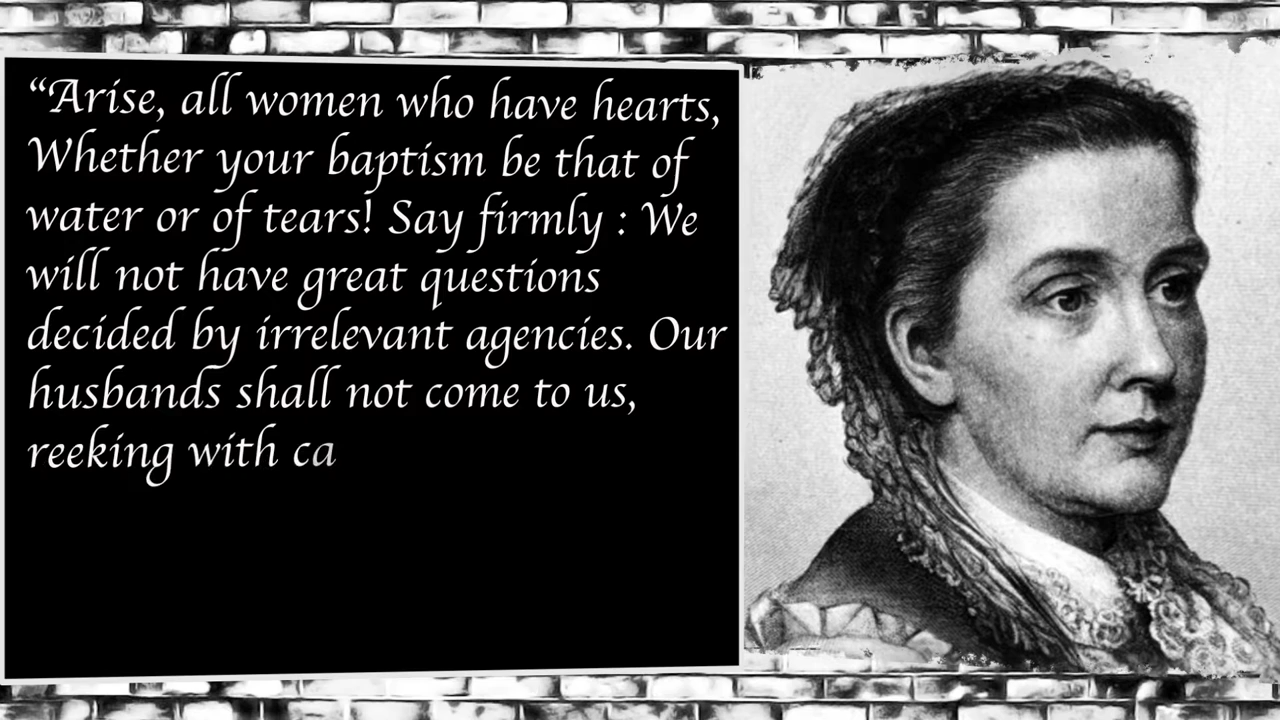 “Arise, all women who have hearts,
Whether your baptism be that of
water or of tears! Say firmly : We
will not have great questions
decided by irrelevant agencies. Our
husbands shall not come to us,
reeking with ca